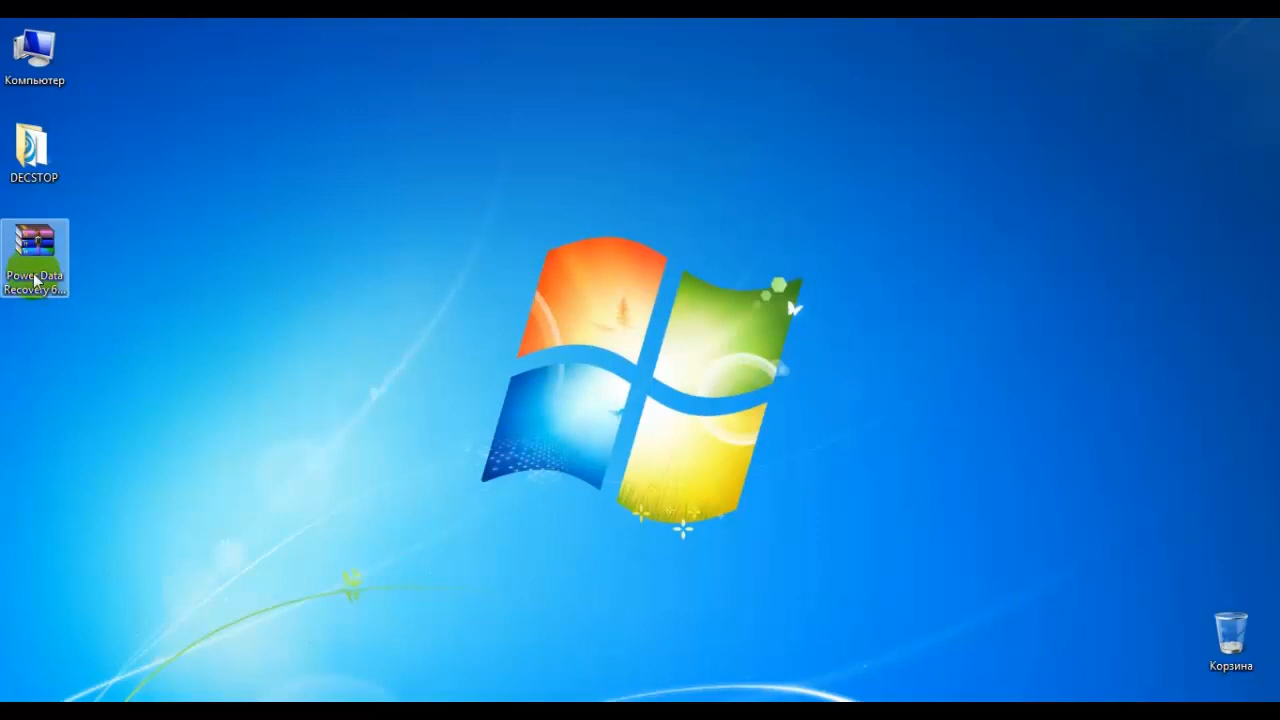 Компьютер
DECSTOP
Power Data
Recovery 6...
Корзина